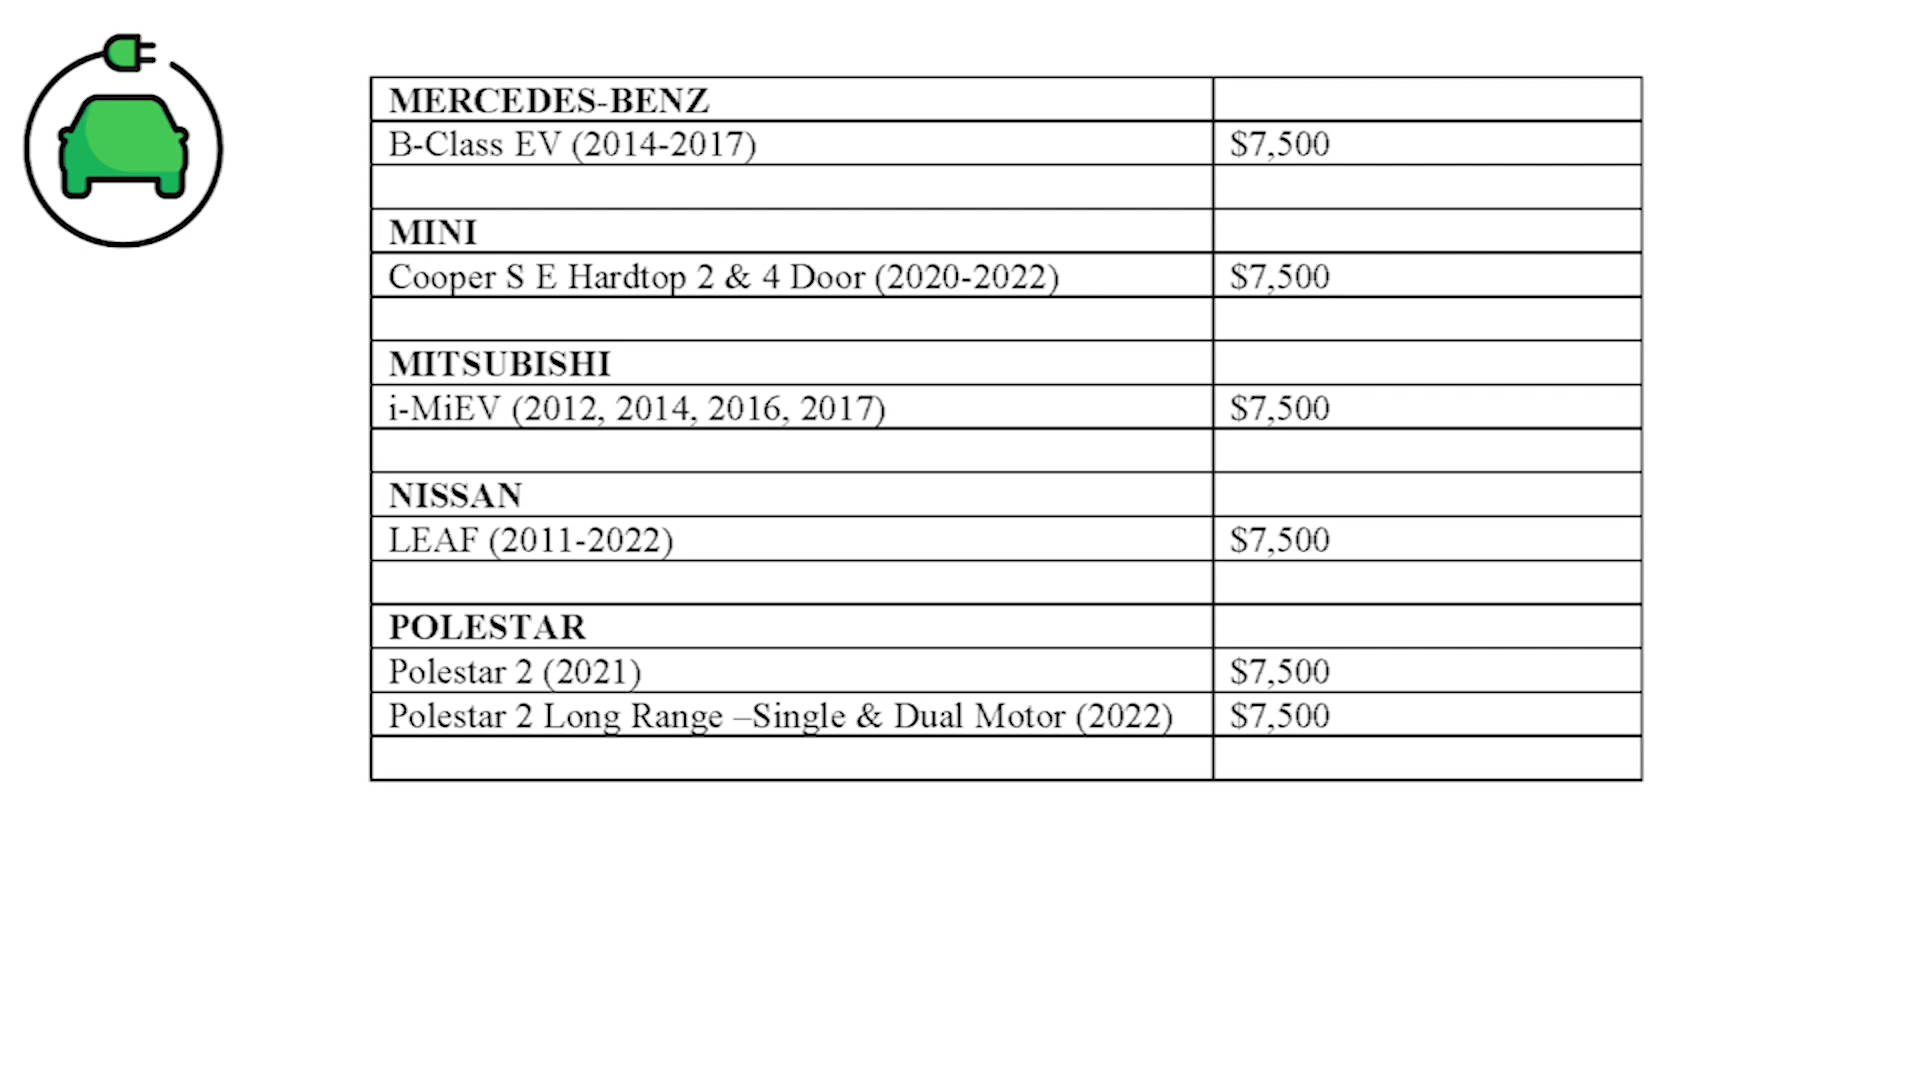 MERCEDES-BENZ
B-Class EV (2014-2017) $7,500
MINI
Cooper S E Hardtop 2 & 4 Door (2020-2022) $7,500
MITSUBISHI
i-MiEV (2012, 2014, 2016, 2017) $7,500
NISSAN
LEAF (2011-2022) $7,500
POLESTAR
Polestar 2 (2021) $7,500
Polestar 2 Long Range –Single & Dual Motor (2022) $7,500